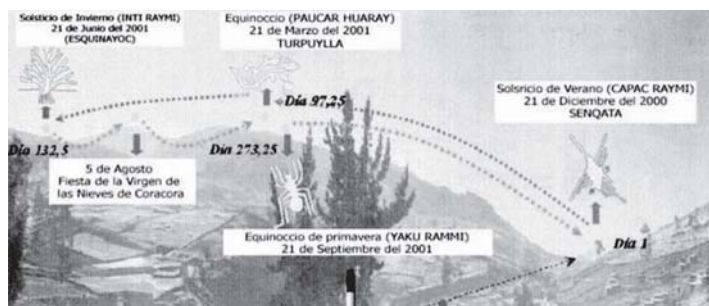 Solsticio de Invierno (INTI RAYMI)
21 de Junio del 2001
(ESQUINAYOC)
Equinoccio (PAUCAR HUARAY)
21 de Marzo del 2001
TURPUYLLA
Solsricio de Verano (CAPAC RAYMI)
21 de Diciembre del 2000
SENQATA
Día 97,25
Día 132,5
Día 273,25
5 de Agosto
Fiesta de la Virgen de
las Nieves de Coracora
Equinoccio de primavera (YAKU RAMMI)
21 de Septiembre del 2001
Día 1